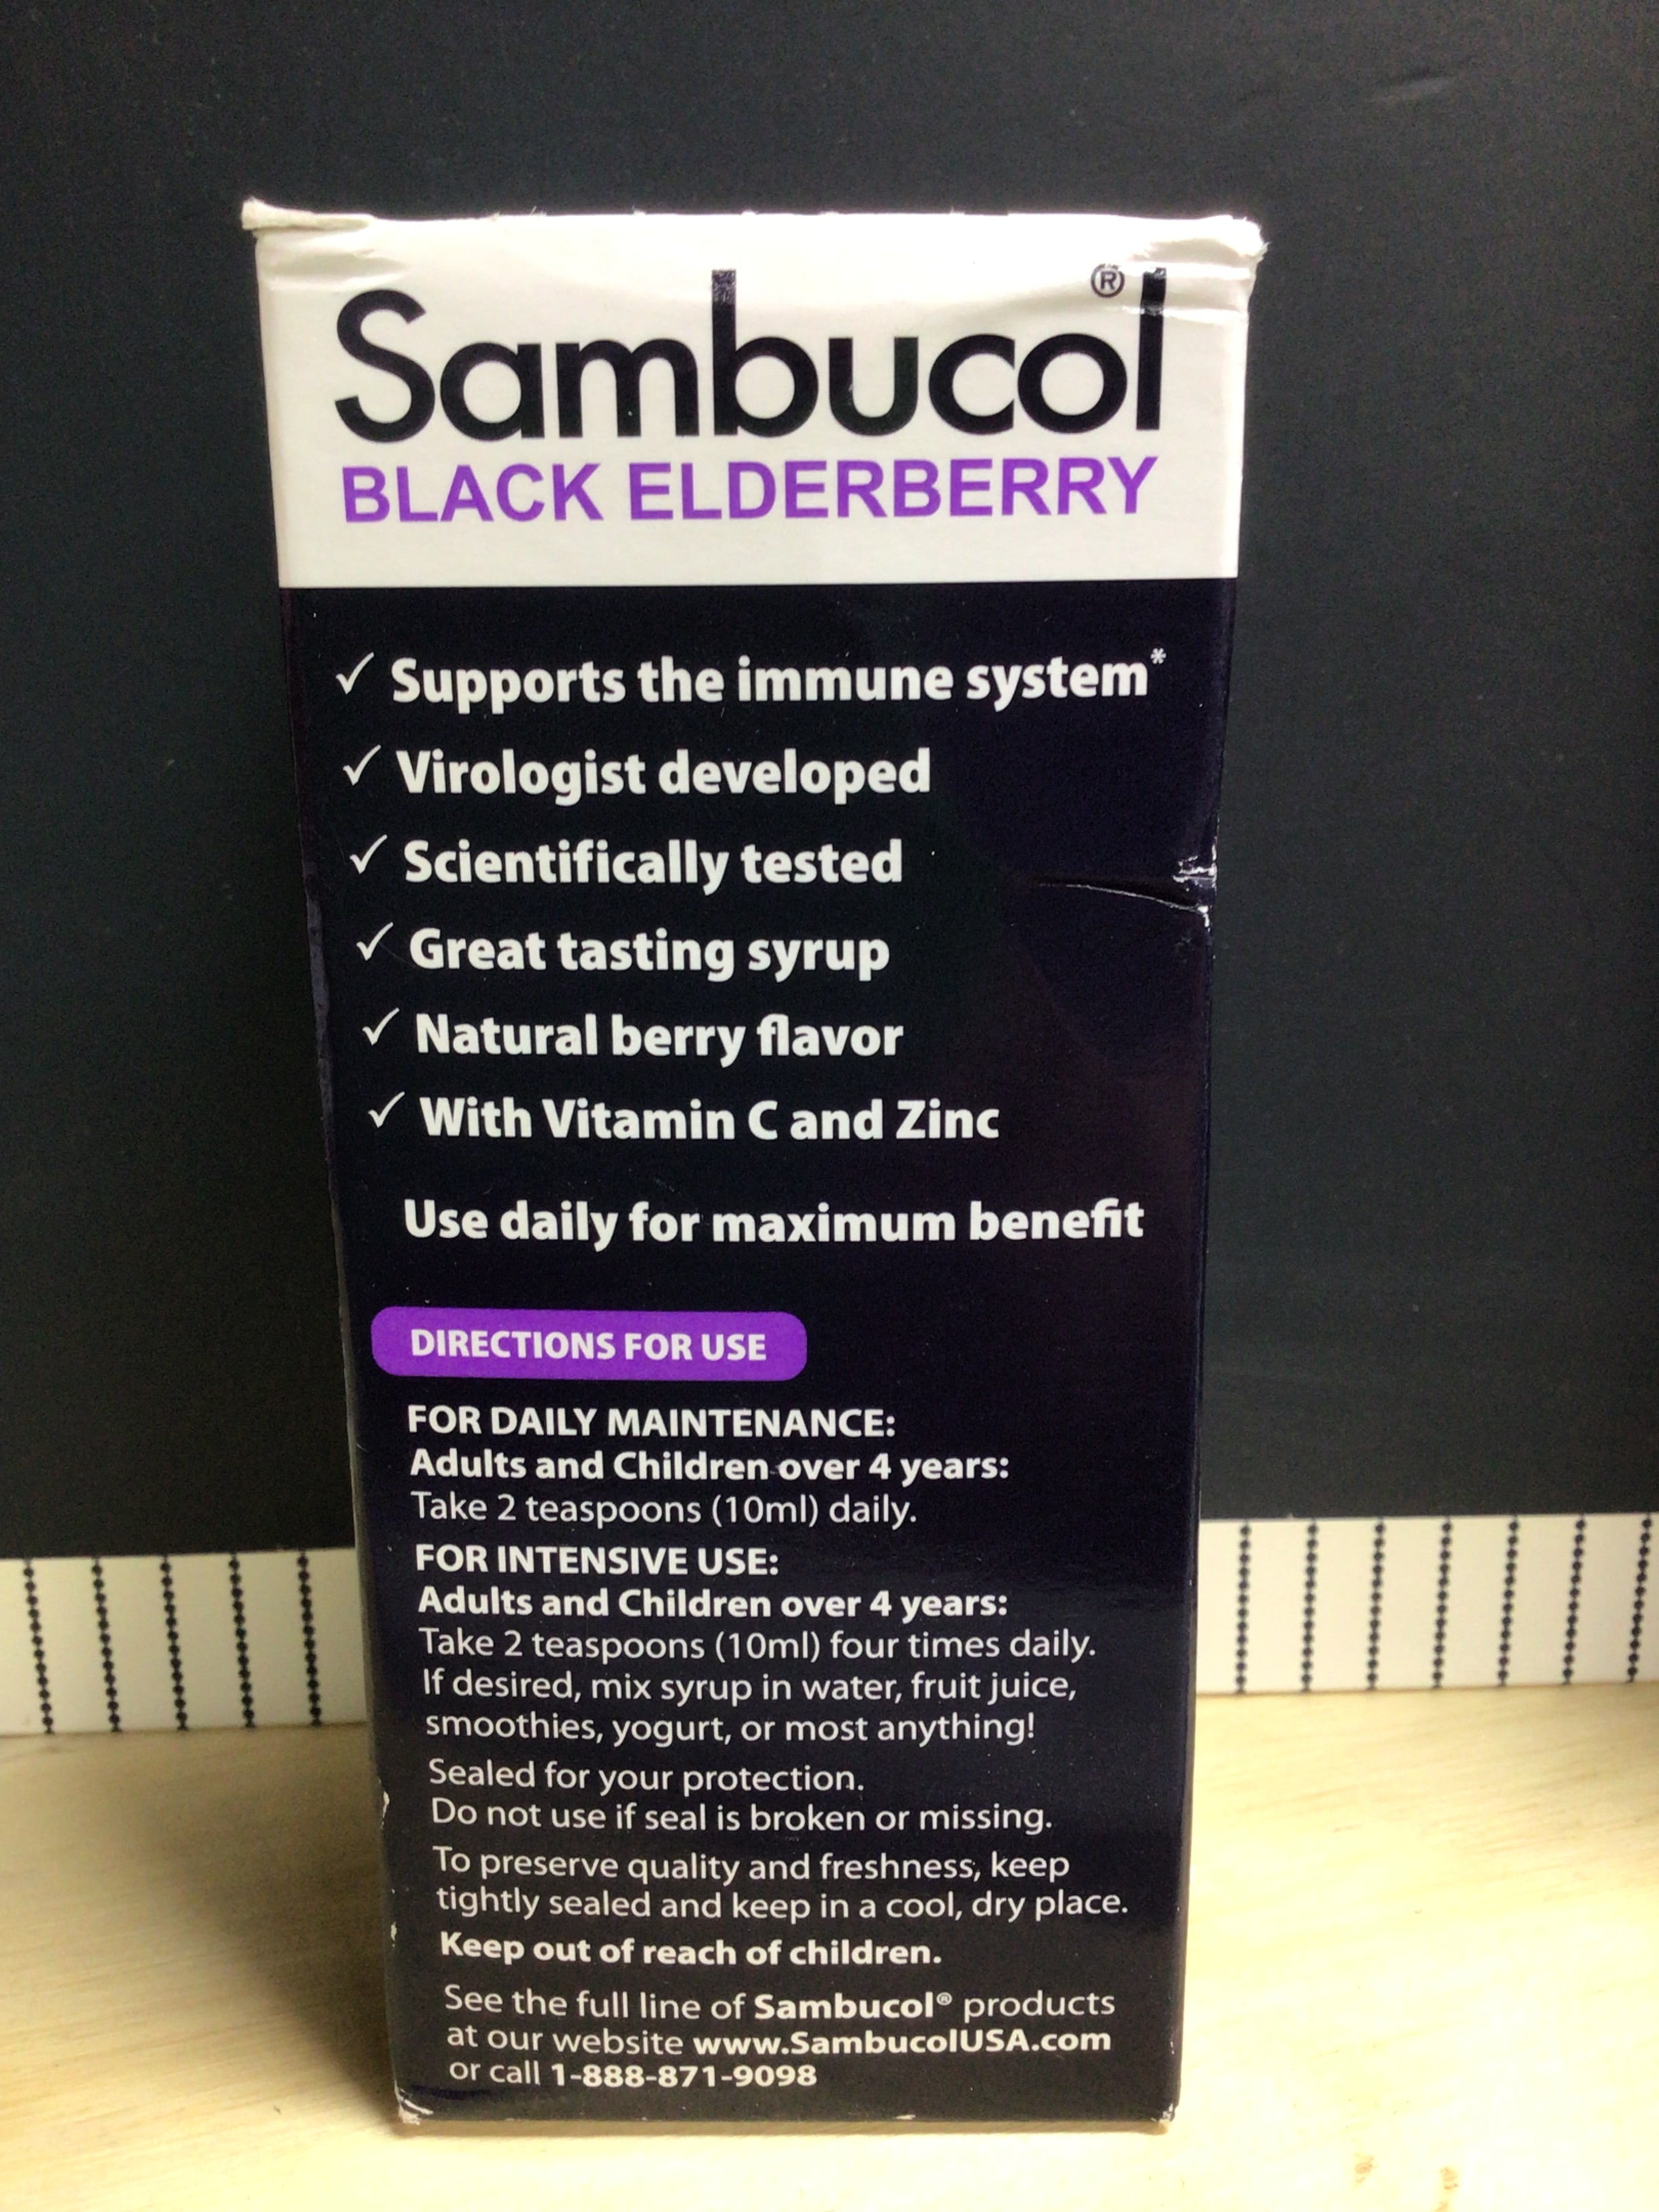 Sambucol®
BLACK ELDERBERRY
✓ Supports the immune system*
✓ Virologist developed
✓ Scientifically tested
✓ Great tasting syrup
✓ Natural berry flavor
✓ With Vitamin C and Zinc
Use daily for maximum benefit
DIRECTIONS FOR USE
FOR DAILY MAINTENANCE:
Adults and Children over 4 years:
Take 2 teaspoons (10ml) daily.
FOR INTENSIVE USE:
Adults and Children over 4 years:
Take 2 teaspoons (10ml) four times daily.
If desired, mix syrup in water, fruit juice,
smoothies, yogurt, or most anything!
Sealed for your protection.
Do not use if seal is broken or missing.
To preserve quality and freshness, keep
tightly sealed and keep in a cool, dry place.
Keep out of reach of children.
See the full line of Sambucol® products
at our website www.SambucolUSA.com
or call 1-888-871-9098